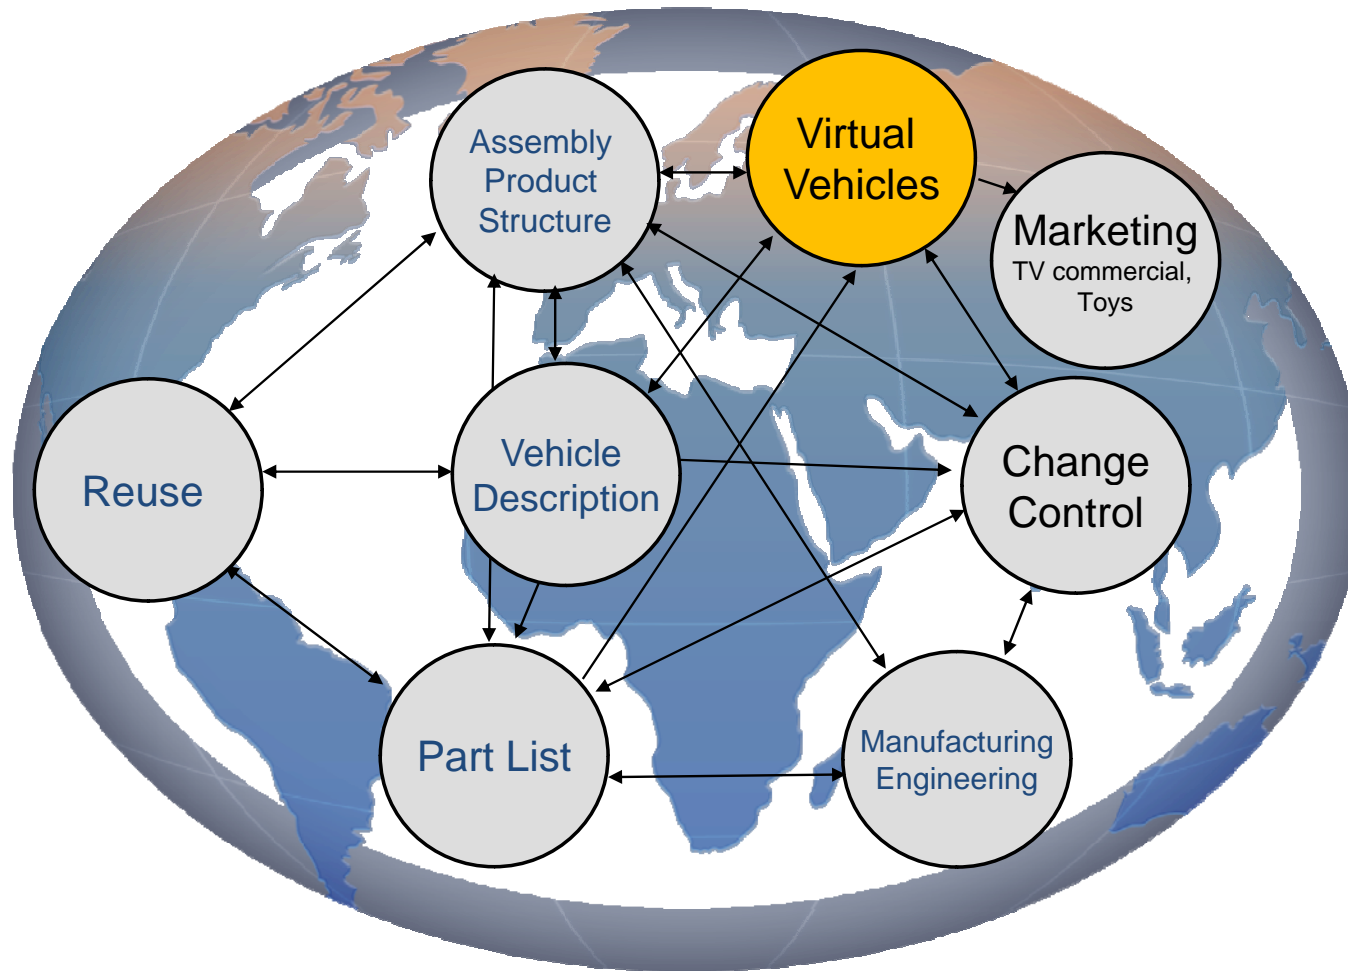 Assembly
Product
Structure
Virtual
Vehicles
Marketing
TV commercial,
Toys
Reuse
Vehicle
Description
Change
Control
Part List
Manufacturing
Engineering